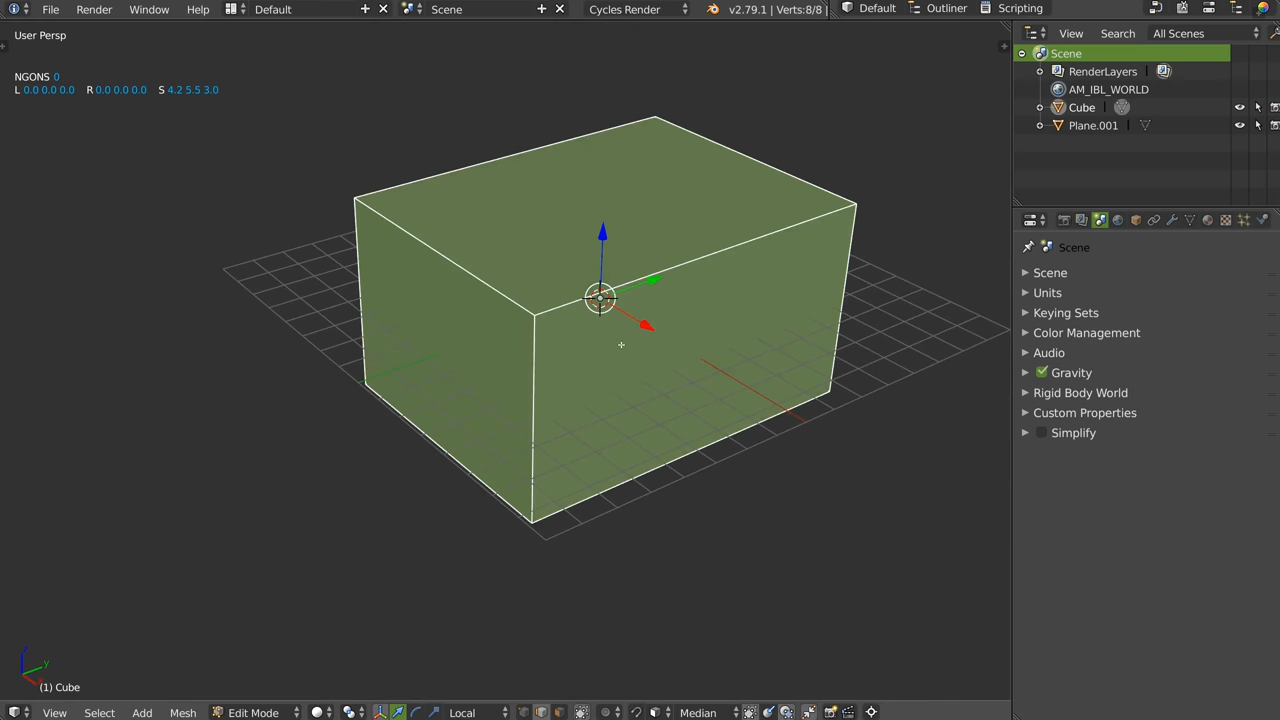 File Render Window Help Default Scene Cycles Render v2.79.1 | Verts:8/8 Default Outliner Scripting
User Persp
View Search All Scenes
Scene
NGONS 0
RenderLayers
L 0.0 0.0 0.0 R 0.0 0.0 0.0 S 4.2 5.5 3.0
AM_IBL_WORLD
Cube
Plane.001
Scene
Scene
Units
Keying Sets
Color Management
Audio
Gravity
Rigid Body World
Custom Properties
Simplify
z
y
(1) Cube
View Select Add Mesh Edit Mode Local Median